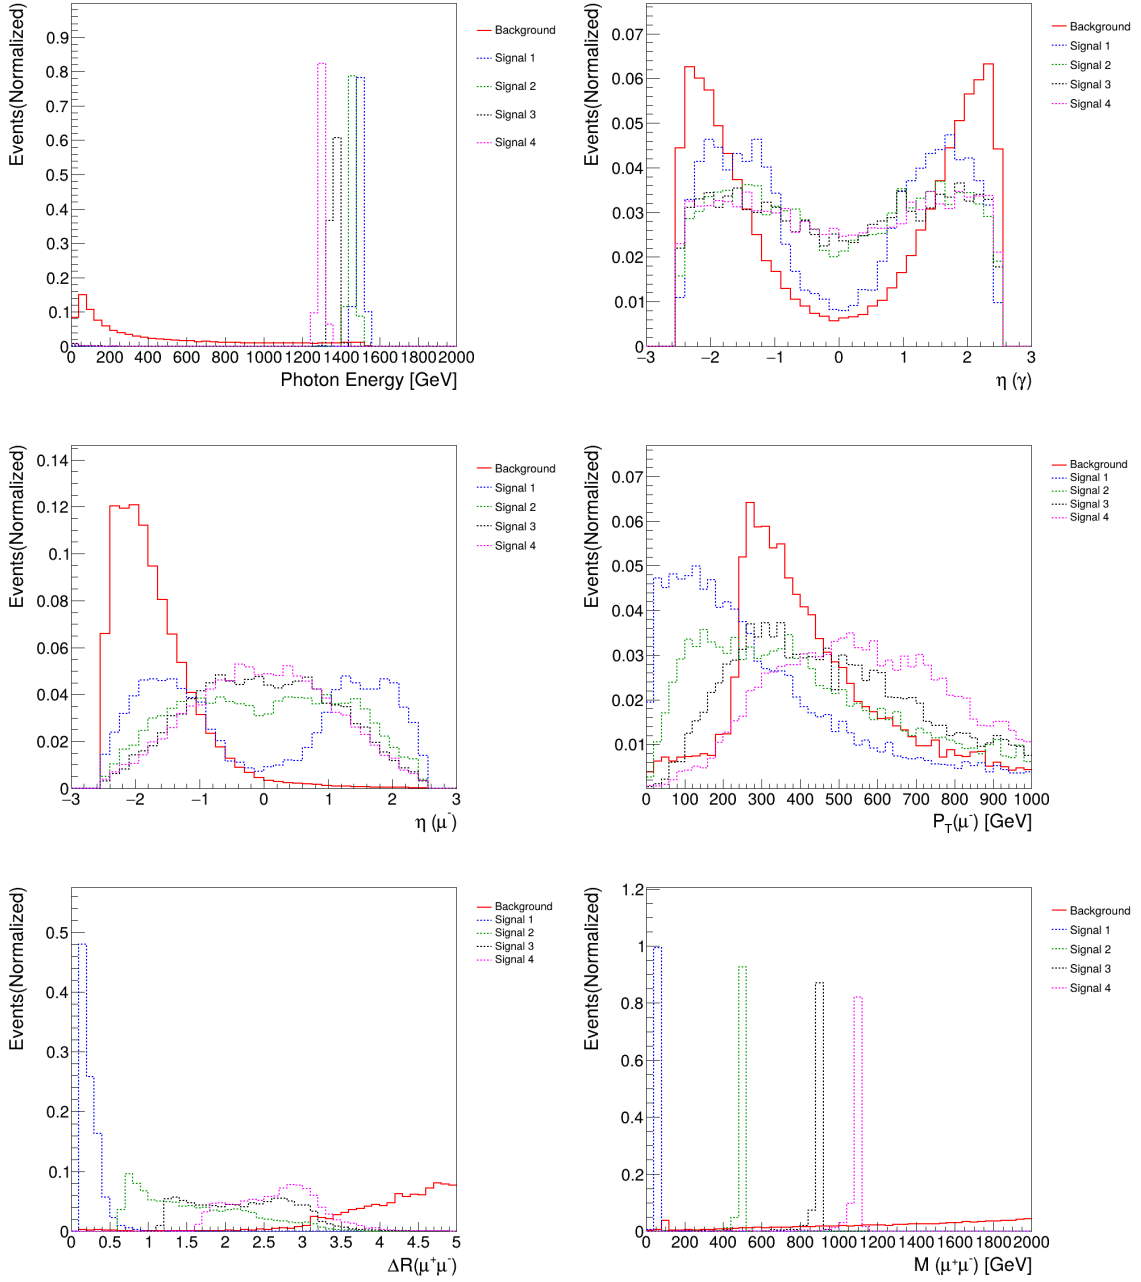 Events(Normalized)
0.9
0.8
0.7
0.6
0.5
0.4
0.3
0.2
0.1
0
0 200 400 600 800 1000 1200 1400 1600 1800 2000
Photon Energy [GeV]
Background
Signal 1
Signal 2
Signal 3
Signal 4
Events(Normalized)
0.07
0.06
0.05
0.04
0.03
0.02
0.01
0
−3 −2 −1 0 1 2 3
η (γ)
Background
Signal 1
Signal 2
Signal 3
Signal 4
Events(Normalized)
0.14
0.12
0.1
0.08
0.06
0.04
0.02
0
−3 −2 −1 0 1 2 3
η (μ⁻)
Background
Signal 1
Signal 2
Signal 3
Signal 4
Events(Normalized)
0.07
0.06
0.05
0.04
0.03
0.02
0.01
0 100 200 300 400 500 600 700 800 900 1000
P_T(μ⁻) [GeV]
Background
Signal 1
Signal 2
Signal 3
Signal 4
Events(Normalized)
0.5
0.4
0.3
0.2
0.1
0
0 0.5 1 1.5 2 2.5 3 3.5 4 4.5 5
ΔR(μ⁺μ⁻)
Background
Signal 1
Signal 2
Signal 3
Signal 4
Events(Normalized)
1.2
1
0.8
0.6
0.4
0.2
0
0 200 400 600 800 1000 1200 1400 1600 1800 2000
M (μ⁺μ⁻) [GeV]
Background
Signal 1
Signal 2
Signal 3
Signal 4